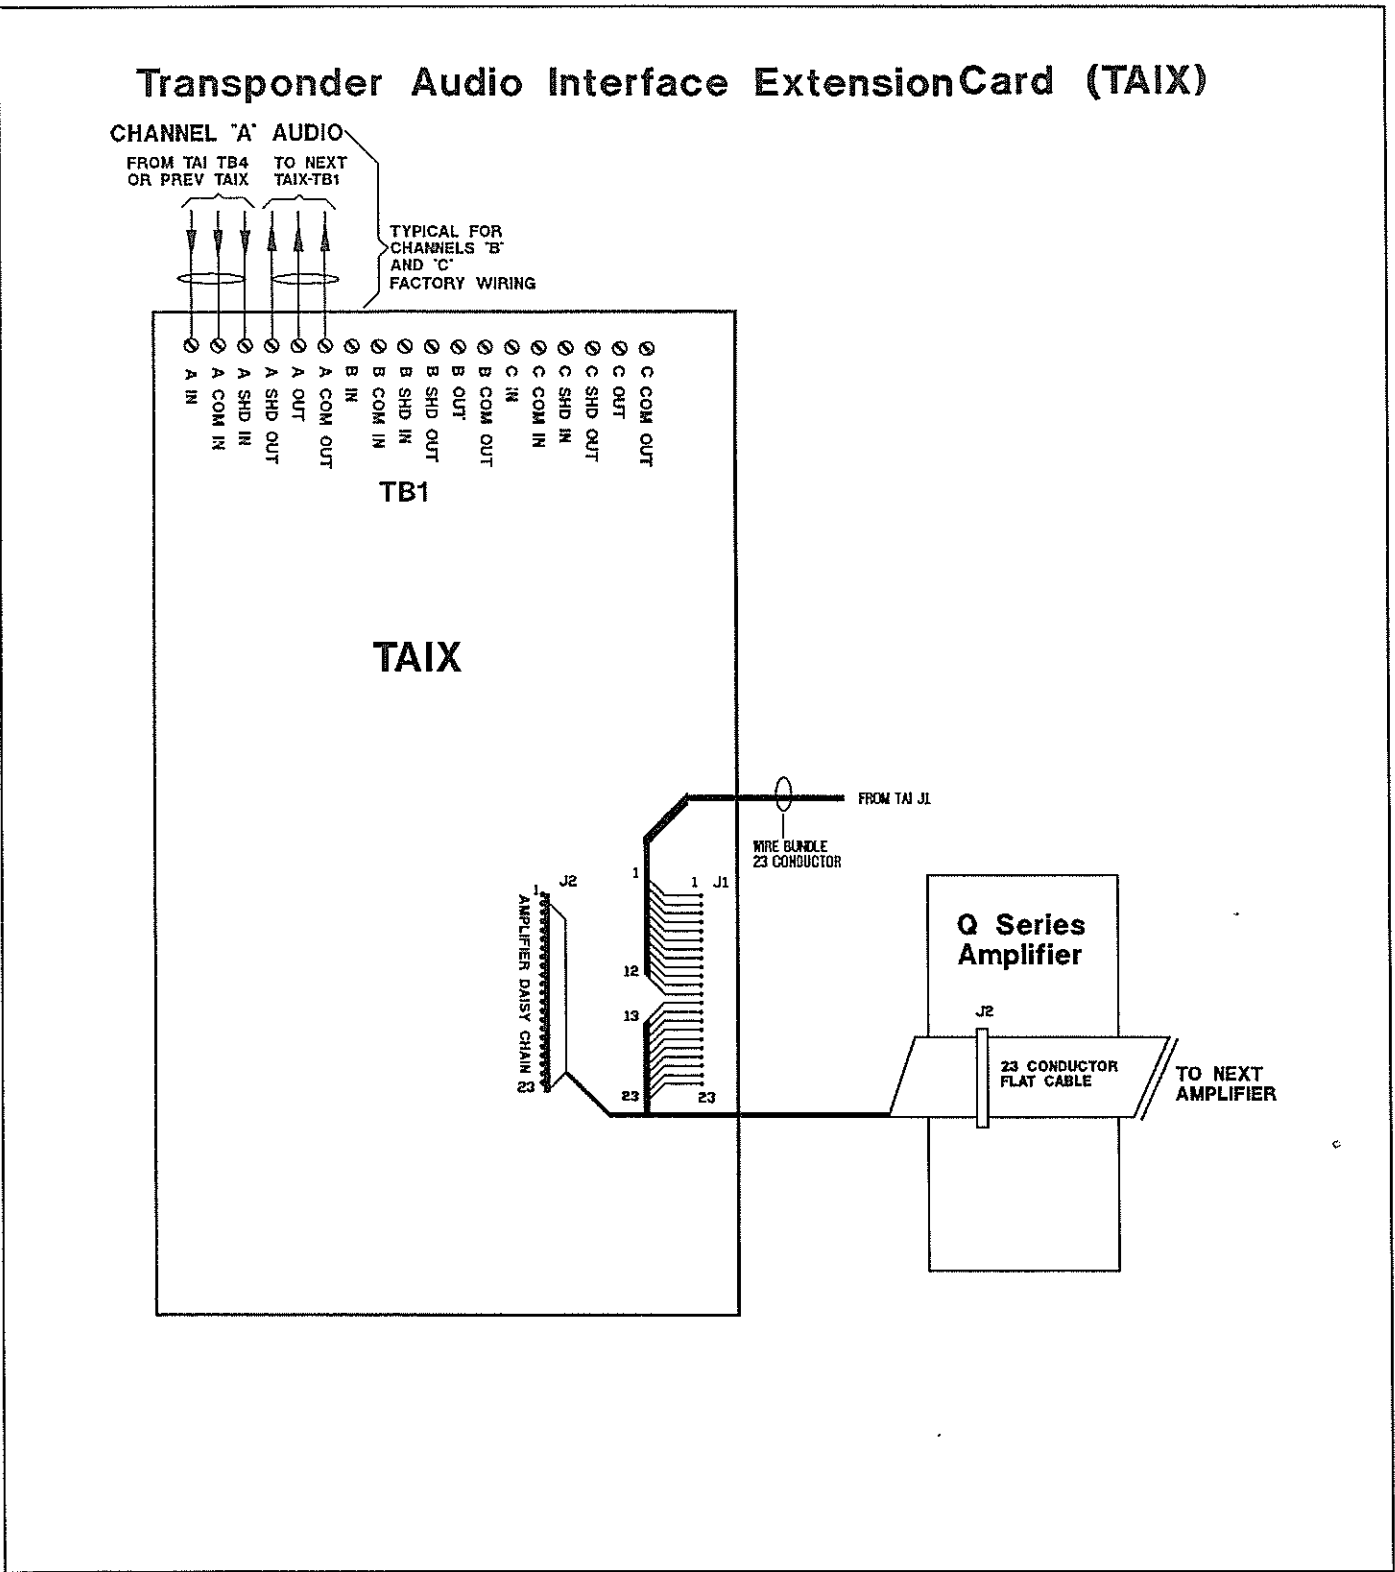 Transponder Audio Interface Extension Card (TAIX)
CHANNEL "A" AUDIO
FROM TAI TB4
OR PREV TAIX
TO NEXT
TAIX-TB1
TYPICAL FOR
CHANNELS "B"
AND "C"
FACTORY WIRING
A IN
A COM IN
A SHD IN
A SHD OUT
A OUT
A COM OUT
B IN
B COM IN
B SHD IN
B SHD OUT
B OUT
B COM OUT
C IN
C COM IN
C SHD IN
C SHD OUT
C OUT
C COM OUT
TB1
TAIX
FROM TAI J1
WIRE BUNDLE
23 CONDUCTOR
1
J2
AMPLIFIER DAISY CHAIN
23
1
12
13
23
1
J1
23
Q Series
Amplifier
J2
23 CONDUCTOR
FLAT CABLE
TO NEXT
AMPLIFIER